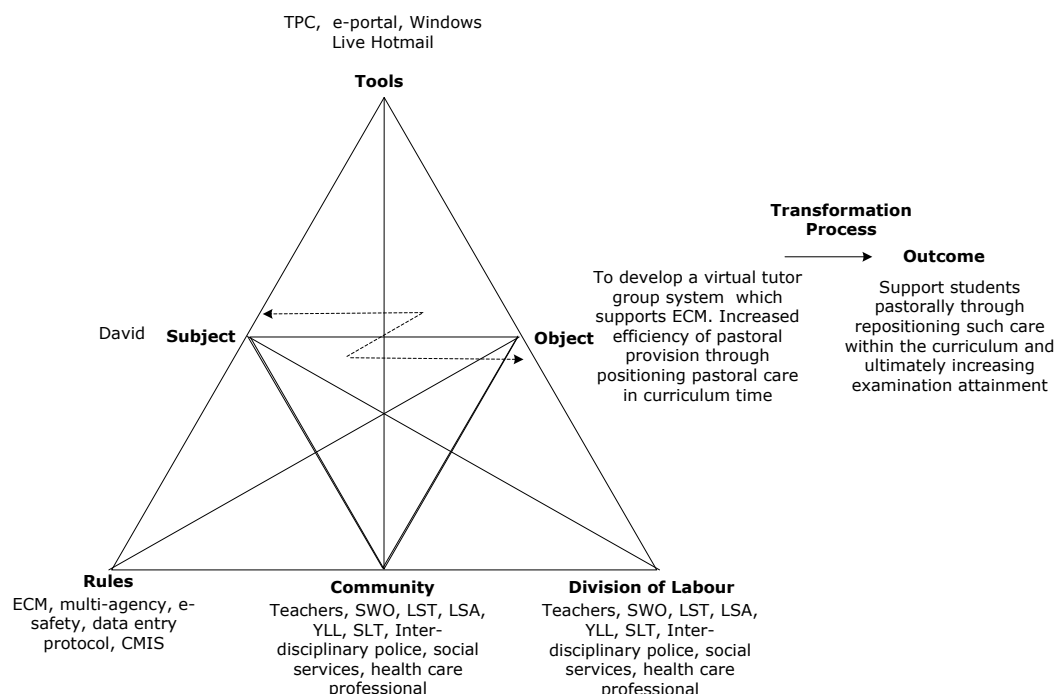 TPC, e-portal, Windows
Live Hotmail
Tools
Transformation
Process
Outcome
David
Subject
Object
To develop a virtual tutor
group system which
supports ECM. Increased
efficiency of pastoral
provision through
positioning pastoral care
in curriculum time
Support students
pastorally through
repositioning such care
within the curriculum and
ultimately increasing
examination attainment
Rules
ECM, multi-agency, e-
safety, data entry
protocol, CMIS
Community
Teachers, SWO, LST, LSA,
YLL, SLT, Inter-
disciplinary police, social
services, health care
professional
Division of Labour
Teachers, SWO, LST, LSA,
YLL, SLT, Inter-
disciplinary police, social
services, health care
professional